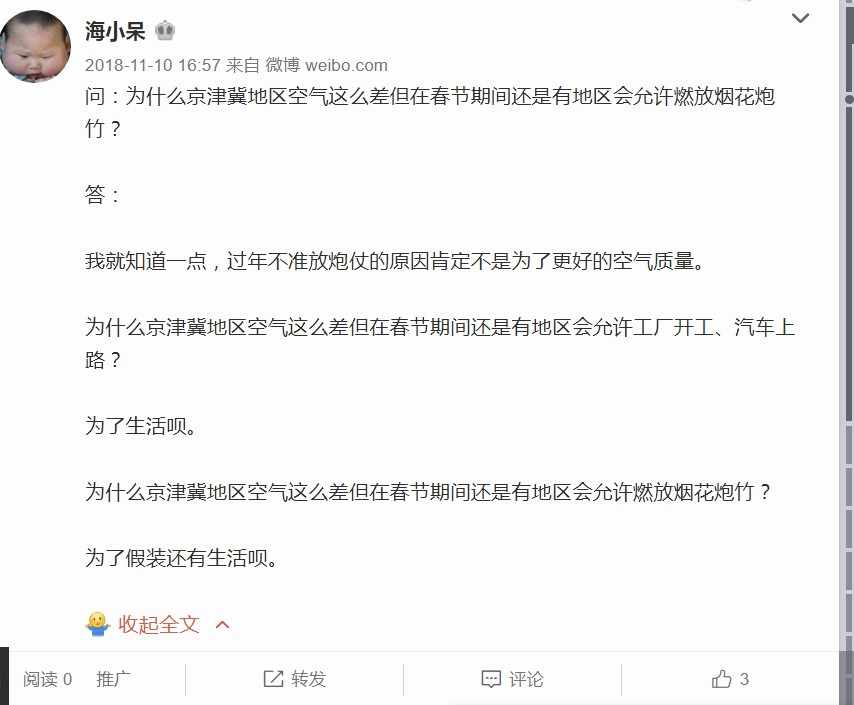 海小呆
2018-11-10 16:57 来自 微博 weibo.com
问：为什么京津冀地区空气这么差但在春节期间还是有地区会允许燃放烟花炮
竹？
答：
我就知道一点，过年不准放炮仗的原因肯定不是为了更好的空气质量。
为什么京津冀地区空气这么差但在春节期间还是有地区会允许工厂开工、汽车上
路？
为了生活呗。
为什么京津冀地区空气这么差但在春节期间还是有地区会允许燃放烟花炮竹？
为了假装还有生活呗。
收起全文
阅读 0 推广 转发 评论 3